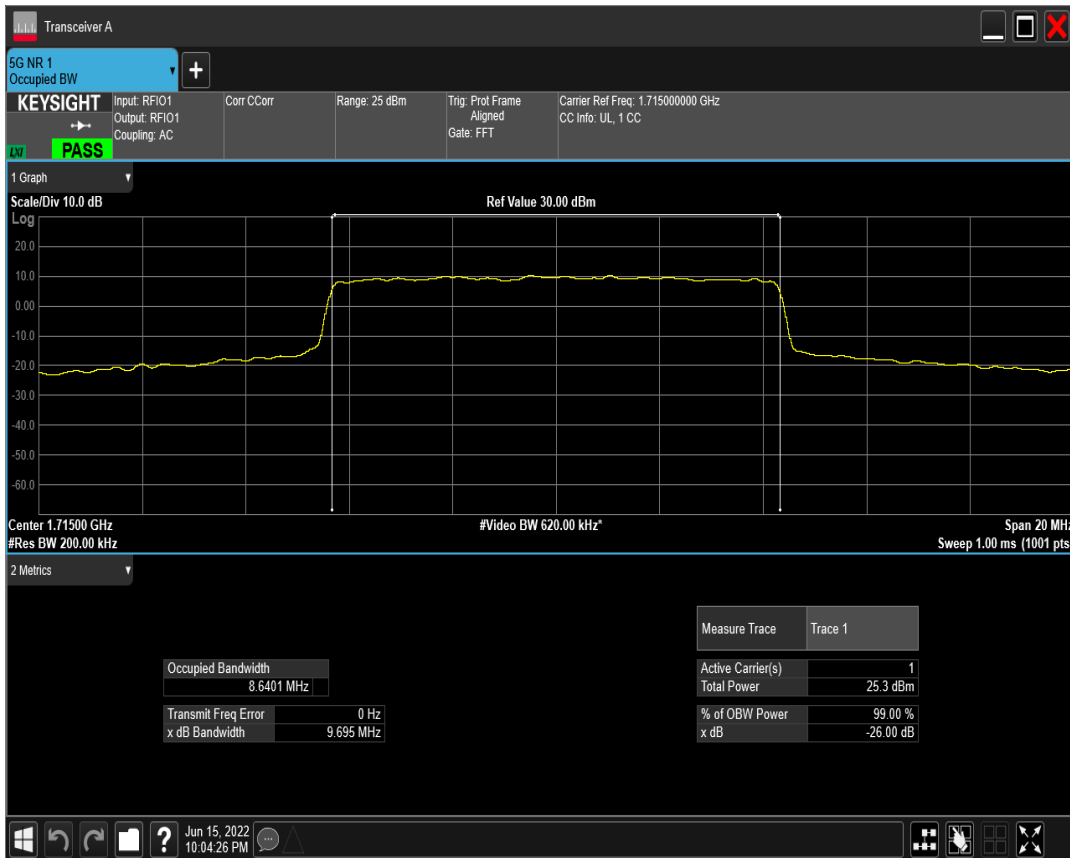 Transceiver A
5G NR 1
Occupied BW
+
KEYSIGHT
LXI
PASS
Input: RFIO1
Output: RFIO1
Coupling: AC
Corr CCorr
Range: 25 dBm
Trig: Prot Frame
Aligned
Gate: FFT
Carrier Ref Freq: 1.715000000 GHz
CC Info: UL, 1 CC
1 Graph
Scale/Div 10.0 dB
Ref Value 30.00 dBm
Log
20.0
10.0
0.00
-10.0
-20.0
-30.0
-40.0
-50.0
-60.0
Center 1.71500 GHz
#Video BW 620.00 kHz*
Span 20 MHz
#Res BW 200.00 kHz
Sweep 1.00 ms (1001 pts
2 Metrics
Measure Trace Trace 1
Occupied Bandwidth
8.6401 MHz
Active Carrier(s) 1
Total Power 25.3 dBm
Transmit Freq Error 0 Hz
x dB Bandwidth 9.695 MHz
% of OBW Power 99.00 %
x dB -26.00 dB
?
Jun 15, 2022
10:04:26 PM